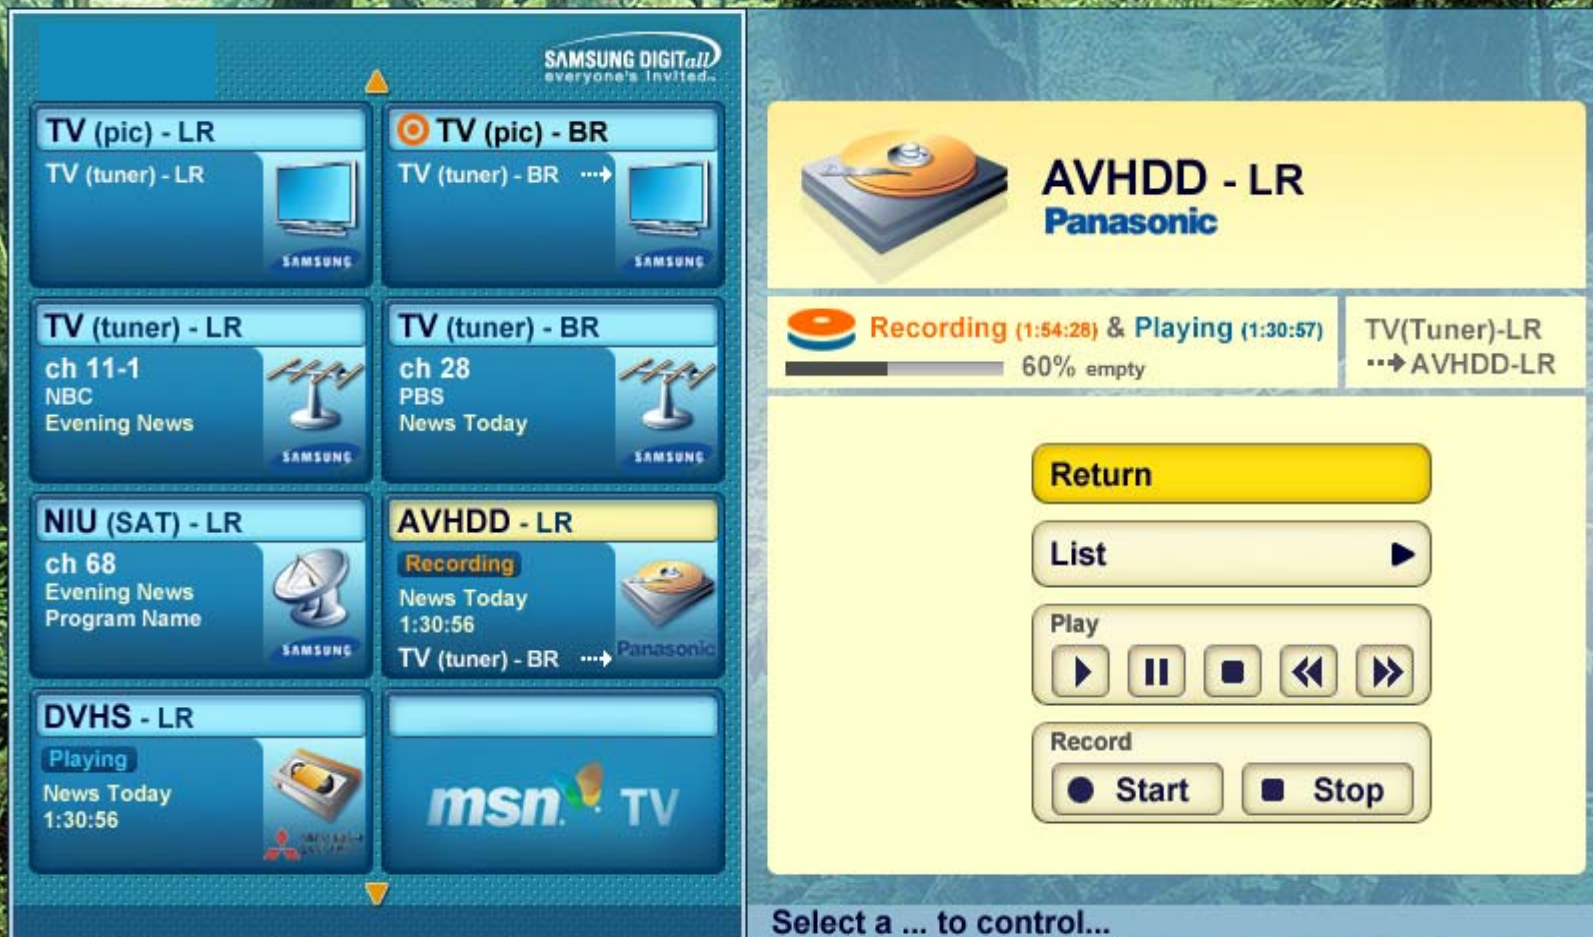 SAMSUNG DIGITall
everyone's invited™
TV (pic) - LR
TV (tuner) - LR
SAMSUNG
TV (pic) - BR
TV (tuner) - BR
SAMSUNG
TV (tuner) - LR
ch 11-1
NBC
Evening News
SAMSUNG
TV (tuner) - BR
ch 28
PBS
News Today
SAMSUNG
NIU (SAT) - LR
ch 68
Evening News
Program Name
SAMSUNG
AVHDD - LR
Recording
News Today
1:30:56
TV (tuner) - BR
Panasonic
DVHS - LR
Playing
News Today
1:30:56
msn TV
AVHDD - LR
Panasonic
Recording (1:54:28) & Playing (1:30:57)
60% empty
TV(Tuner)-LR
AVHDD-LR
Return
List
Play
Record
Start
Stop
Select a ... to control...